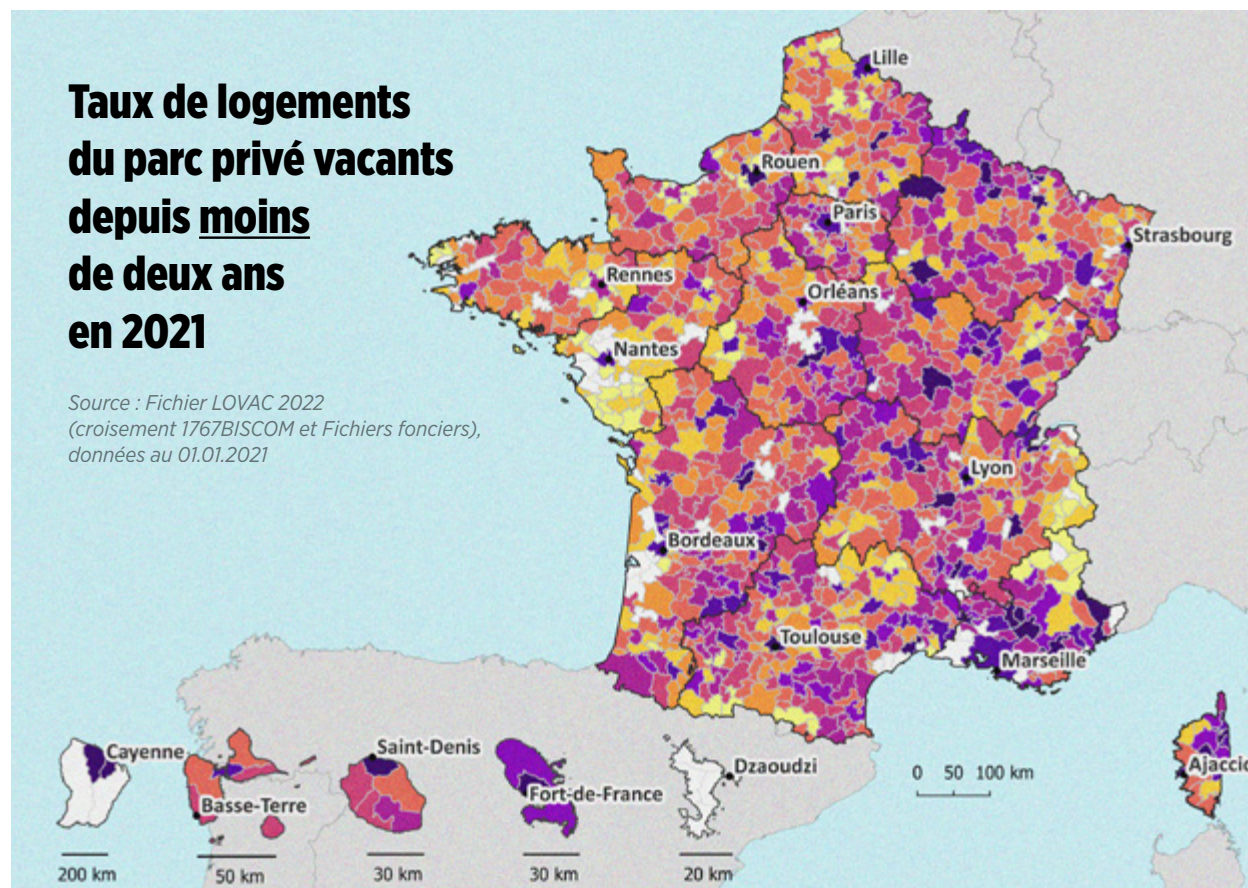 Taux de logements
du parc privé vacants
depuis moins
de deux ans
en 2021
Source : Fichier LOVAC 2022
(croisement 1767BISCOM et Fichiers fonciers),
données au 01.01.2021
Lille
Rouen
Paris
Strasbourg
Rennes
Orléans
Nantes
Lyon
Bordeaux
Toulouse
Marseille
Cayenne
Basse-Terre
Saint-Denis
Fort-de-France
Dzaoudzi
Ajaccio
0 50 100 km
200 km
50 km
30 km
30 km
20 km